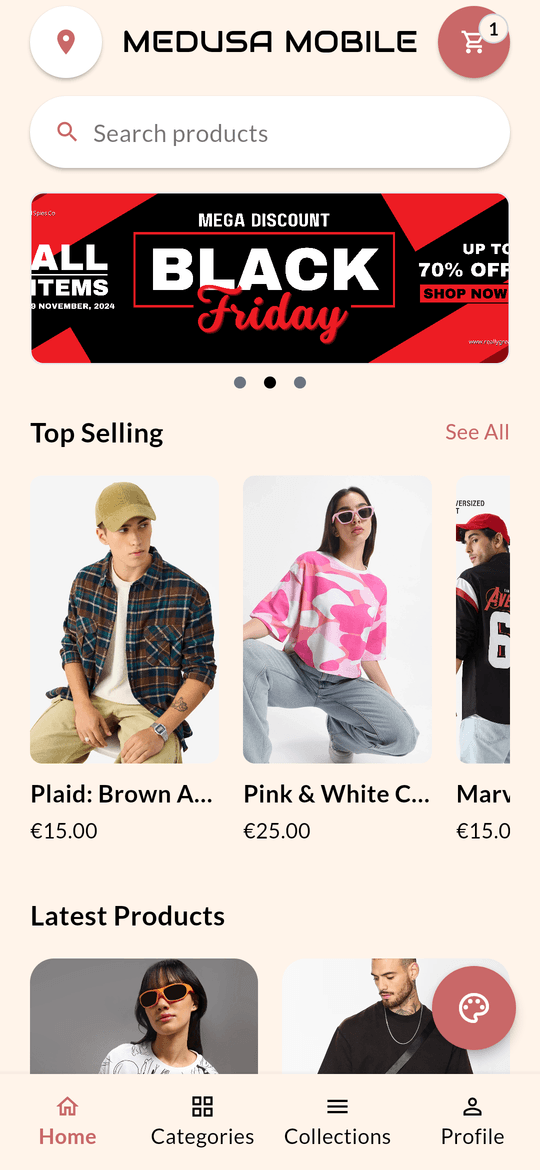 MEDUSA MOBILE
1
Search products
MEGA DISCOUNT
ALL
ITEMS
9 NOVEMBER, 2024
BLACK
Friday
UP TO
70% OFF
SHOP NOW
Top Selling
See All
Plaid: Brown A...
€15.00
Pink & White C...
€25.00
Marv
€15.0
Latest Products
Home
Categories
Collections
Profile